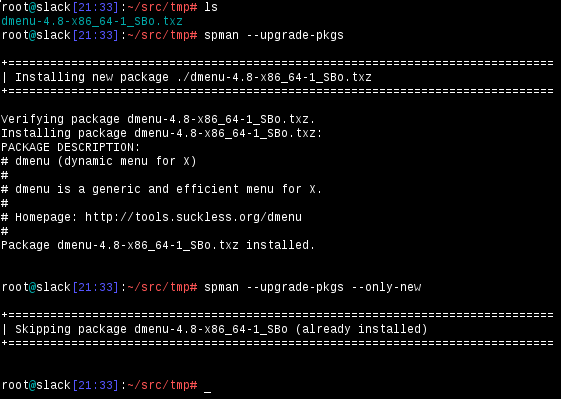 root@slack[21:33]:~/src/tmp# ls
dmenu-4.8-x86_64-1_SBo.txz
root@slack[21:33]:~/src/tmp# spman --upgrade-pkgs
+==============================================================================
| Installing new package ./dmenu-4.8-x86_64-1_SBo.txz
+==============================================================================
Verifying package dmenu-4.8-x86_64-1_SBo.txz.
Installing package dmenu-4.8-x86_64-1_SBo.txz:
PACKAGE DESCRIPTION:
# dmenu (dynamic menu for X)
#
# dmenu is a generic and efficient menu for X.
#
# Homepage: http://tools.suckless.org/dmenu
#
Package dmenu-4.8-x86_64-1_SBo.txz installed.
root@slack[21:33]:~/src/tmp# spman --upgrade-pkgs --only-new
+==============================================================================
| Skipping package dmenu-4.8-x86_64-1_SBo (already installed)
+==============================================================================
root@slack[21:33]:~/src/tmp# _